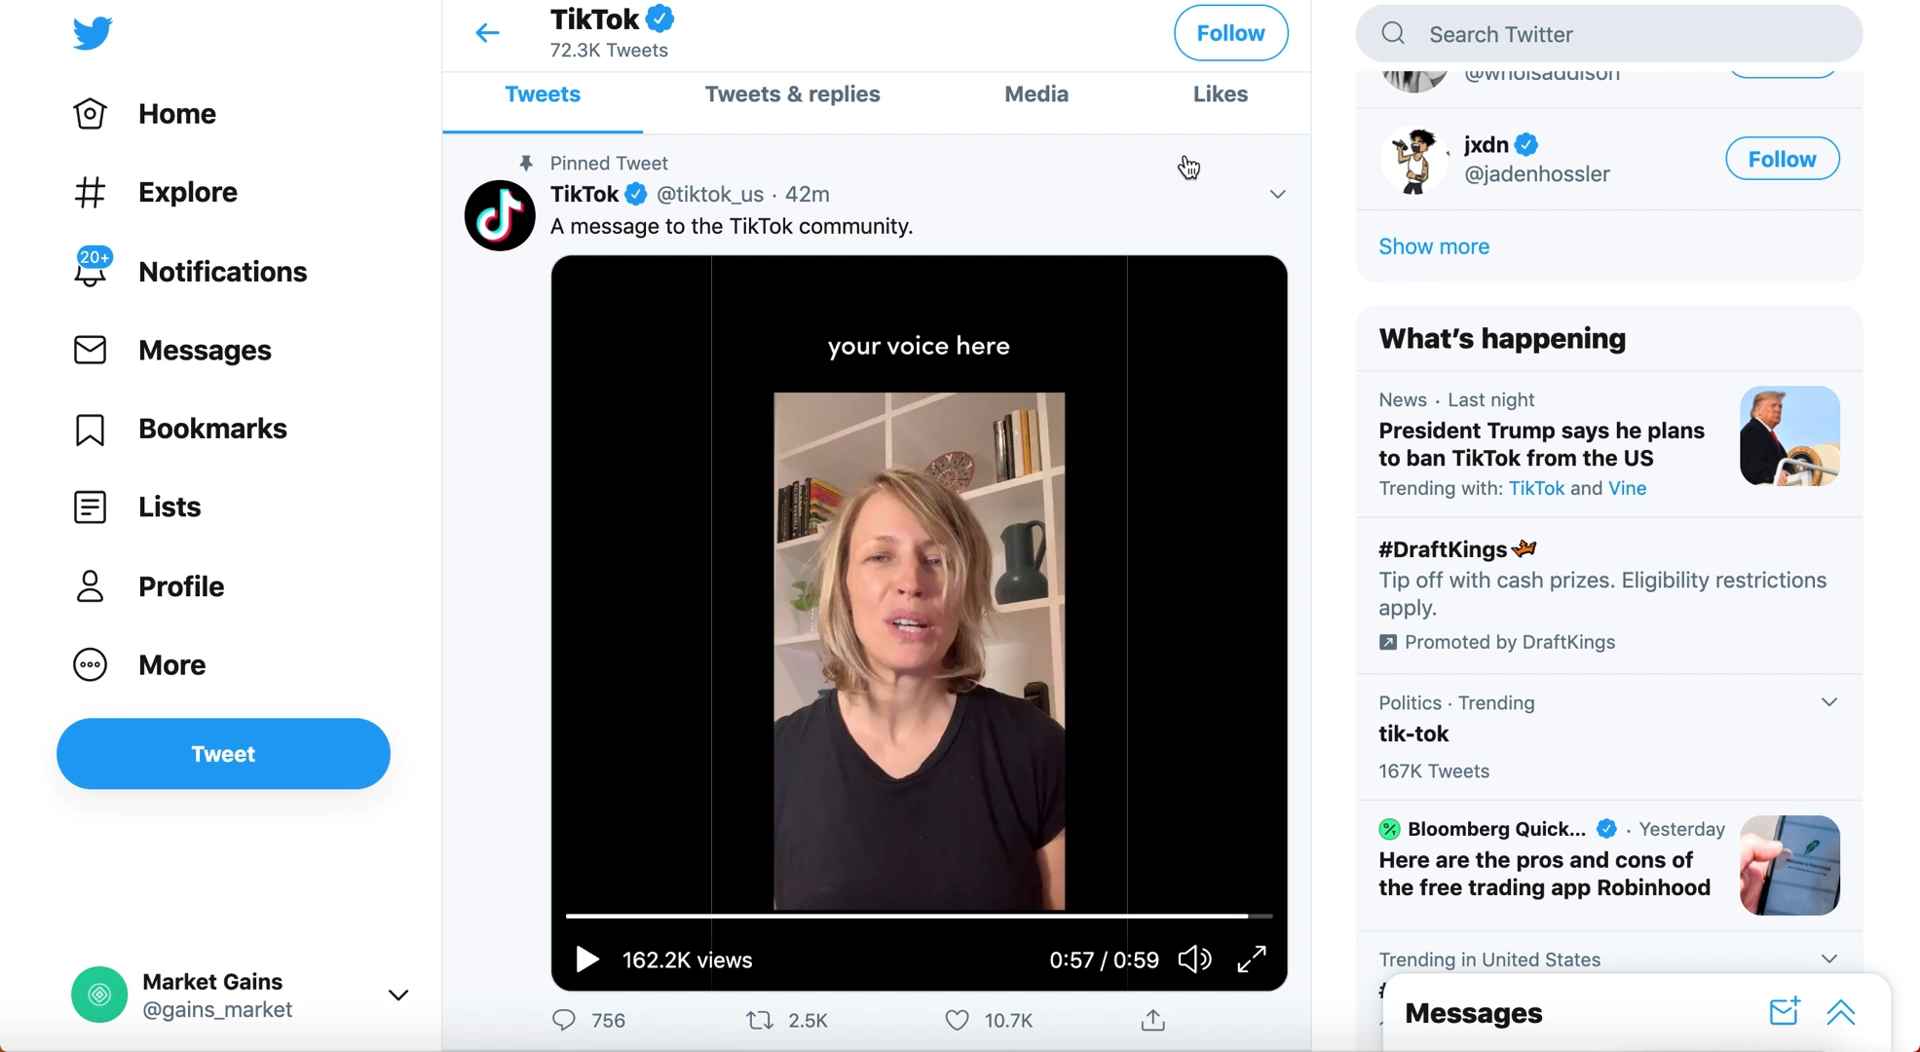 Home
Explore
20+
Notifications
Messages
Bookmarks
Lists
Profile
More
Tweet
Market Gains
@gains_market
TikTok
72.3K Tweets
Follow
Tweets
Tweets & replies
Media
Likes
Pinned Tweet
TikTok @tiktok_us · 42m
A message to the TikTok community.
your voice here
162.2K views
0:57 / 0:59
756
2.5K
10.7K
Search Twitter
@whoisaddison
jxdn
@jadenhossler
Follow
Show more
What's happening
News · Last night
President Trump says he plans
to ban TikTok from the US
Trending with: TikTok and Vine
#DraftKings
Tip off with cash prizes. Eligibility restrictions
apply.
Promoted by DraftKings
Politics · Trending
tik-tok
167K Tweets
Bloomberg Quick... · Yesterday
Here are the pros and cons of
the free trading app Robinhood
Trending in United States
Messages